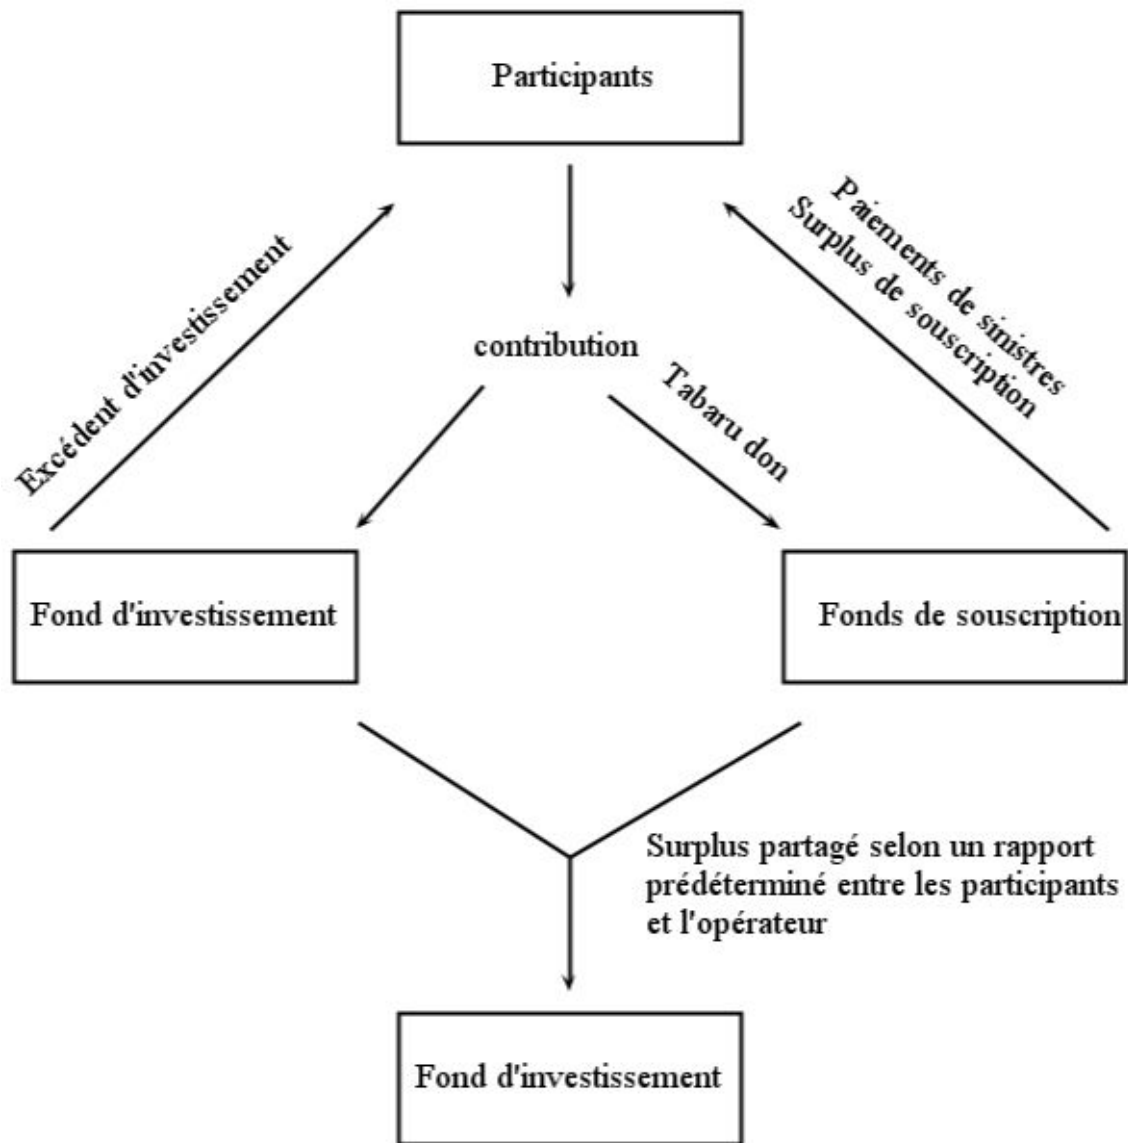 Participants
Paiements de sinistres
Surplus de souscription
Excédent d'investissement
contribution
Tabaru don
Fond d'investissement
Fonds de souscription
Surplus partagé selon un rapport
prédéterminé entre les participants
et l'opérateur
Fond d'investissement